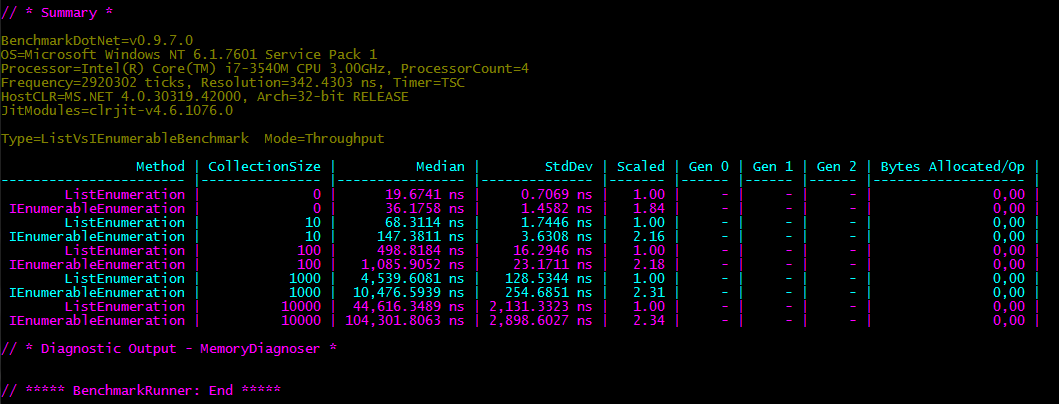 // * Summary *
BenchmarkDotNet=v0.9.7.0
OS=Microsoft Windows NT 6.1.7601 Service Pack 1
Processor=Intel(R) Core(TM) i7-3540M CPU 3.00GHz, ProcessorCount=4
Frequency=2920302 ticks, Resolution=342.4303 ns, Timer=TSC
HostCLR=MS.NET 4.0.30319.42000, Arch=32-bit RELEASE
JitModules=clrjit-v4.6.1076.0
Type=ListVsIEnumerableBenchmark  Mode=Throughput
Method | CollectionSize | Median | StdDev | Scaled | Gen 0 | Gen 1 | Gen 2 | Bytes Allocated/Op |
---------------------- |--------------- |---------------- |-------------- |------- |------ |------ |------ |------------------- |
ListEnumeration | 0 | 19.6741 ns | 0.7069 ns | 1.00 | - | - | - | 0,00 |
IEnumerableEnumeration | 0 | 36.1758 ns | 1.4582 ns | 1.84 | - | - | - | 0,00 |
ListEnumeration | 10 | 68.3114 ns | 1.7446 ns | 1.00 | - | - | - | 0,00 |
IEnumerableEnumeration | 10 | 147.3811 ns | 3.6308 ns | 2.16 | - | - | - | 0,00 |
ListEnumeration | 100 | 498.8184 ns | 16.2946 ns | 1.00 | - | - | - | 0,00 |
IEnumerableEnumeration | 100 | 1,085.9052 ns | 23.1711 ns | 2.18 | - | - | - | 0,00 |
ListEnumeration | 1000 | 4,539.6081 ns | 128.5344 ns | 1.00 | - | - | - | 0,00 |
IEnumerableEnumeration | 1000 | 10,476.5939 ns | 254.6851 ns | 2.31 | - | - | - | 0,00 |
ListEnumeration | 10000 | 44,616.3489 ns | 2,131.3323 ns | 1.00 | - | - | - | 0,00 |
IEnumerableEnumeration | 10000 | 104,301.8063 ns | 2,898.6027 ns | 2.34 | - | - | - | 0,00 |
// * Diagnostic Output - MemoryDiagnoser *
// ***** BenchmarkRunner: End *****